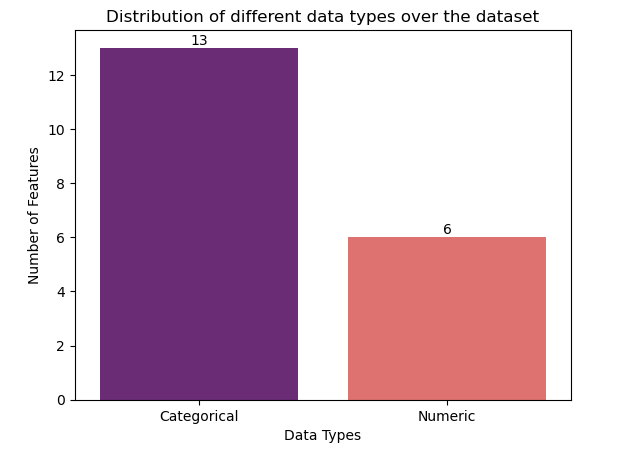 Distribution of different data types over the dataset
13
12
10
8
6
6
4
2
0
Number of Features
Categorical
Numeric
Data Types